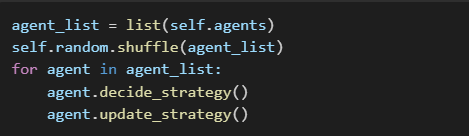 agent_list = list(self.agents)
self.random.shuffle(agent_list)
for agent in agent_list:
    agent.decide_strategy()
    agent.update_strategy()